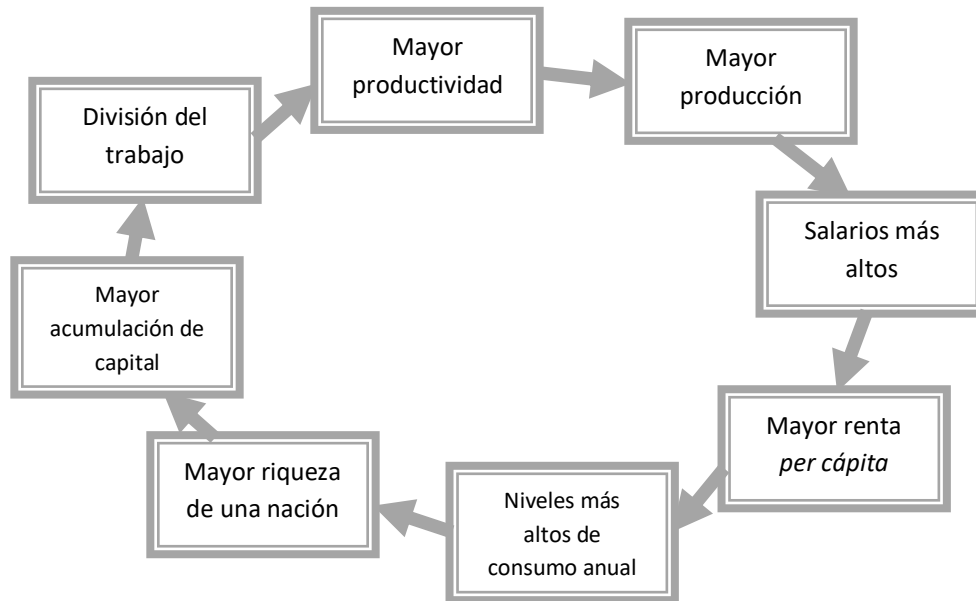 Mayor
productividad
Mayor
producción
Salarios más
altos
Mayor renta
per cápita
Niveles más
altos de
consumo anual
Mayor riqueza
de una nación
Mayor
acumulación de
capital
División del
trabajo